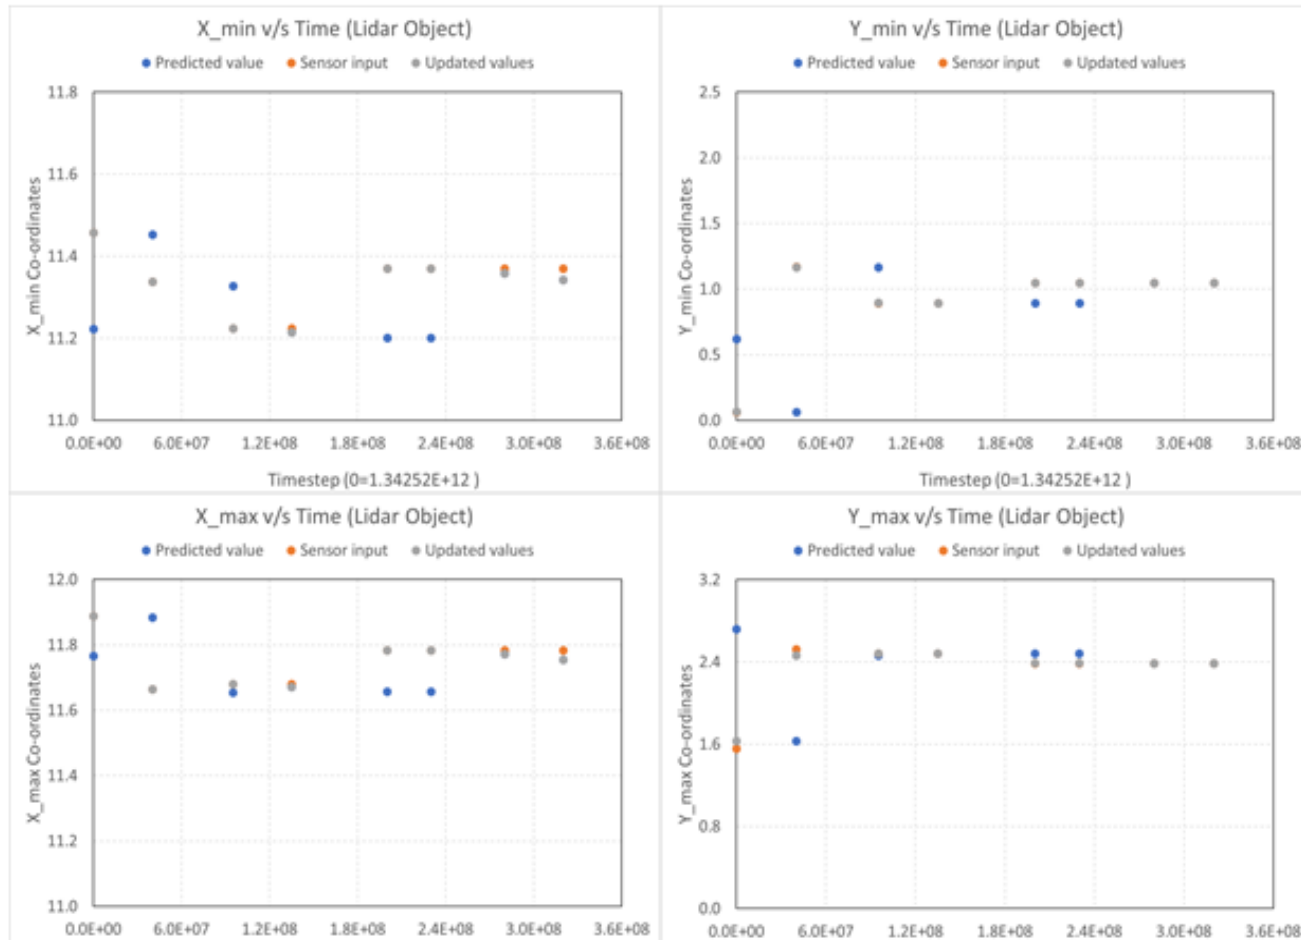 X_min v/s Time (Lidar Object)
Predicted value Sensor input Updated values
11.8
11.6
11.4
11.2
11.0
X_min Co-ordinates
0.0E+00 6.0E+07 1.2E+08 1.8E+08 2.4E+08 3.0E+08 3.6E+08
Timestep (0=1.34252E+12 )
Y_min v/s Time (Lidar Object)
Predicted value Sensor input Updated values
2.5
2.0
1.5
1.0
0.5
0.0
Y_min Co-ordinates
0.0E+00 6.0E+07 1.2E+08 1.8E+08 2.4E+08 3.0E+08 3.6E+08
Timestep (0=1.34252E+12 )
X_max v/s Time (Lidar Object)
Predicted value Sensor input Updated values
12.0
11.8
11.6
11.4
11.2
11.0
X_max Co-ordinates
0.0E+00 6.0E+07 1.2E+08 1.8E+08 2.4E+08 3.0E+08 3.6E+08
Y_max v/s Time (Lidar Object)
Predicted value Sensor input Updated values
3.2
2.4
1.6
0.8
0.0
Y_max Co-ordinates
0.0E+00 6.0E+07 1.2E+08 1.8E+08 2.4E+08 3.0E+08 3.6E+08